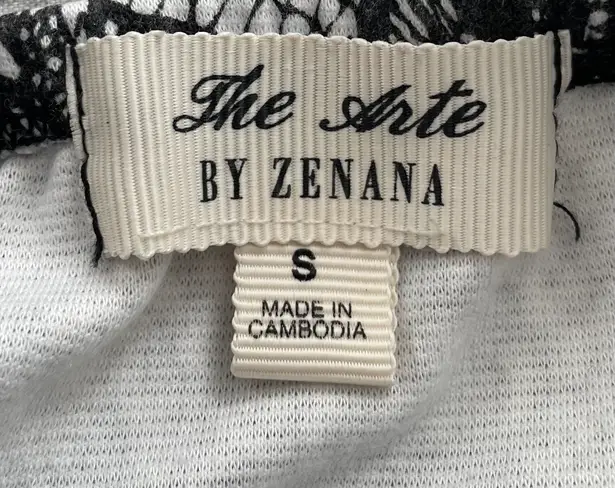 The Arte
BY ZENANA
S
MADE IN
CAMBODIA